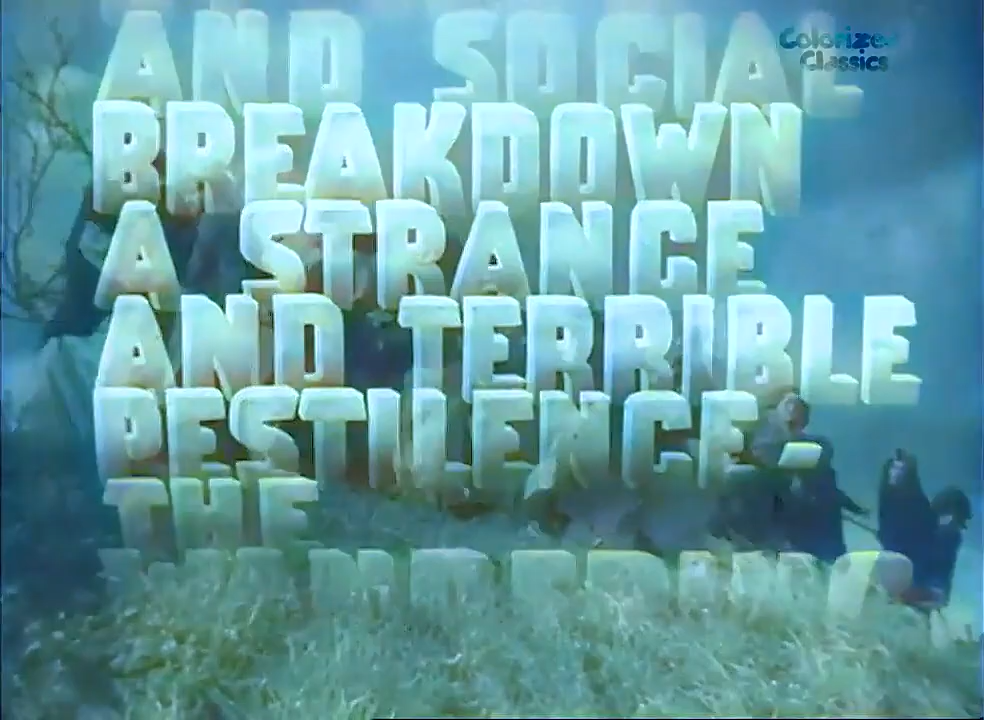 AND SOCIAL
BREAKDOWN
A STRANGE
AND TERRIBLE
PESTILENCE -
THE
Colorized
Classics